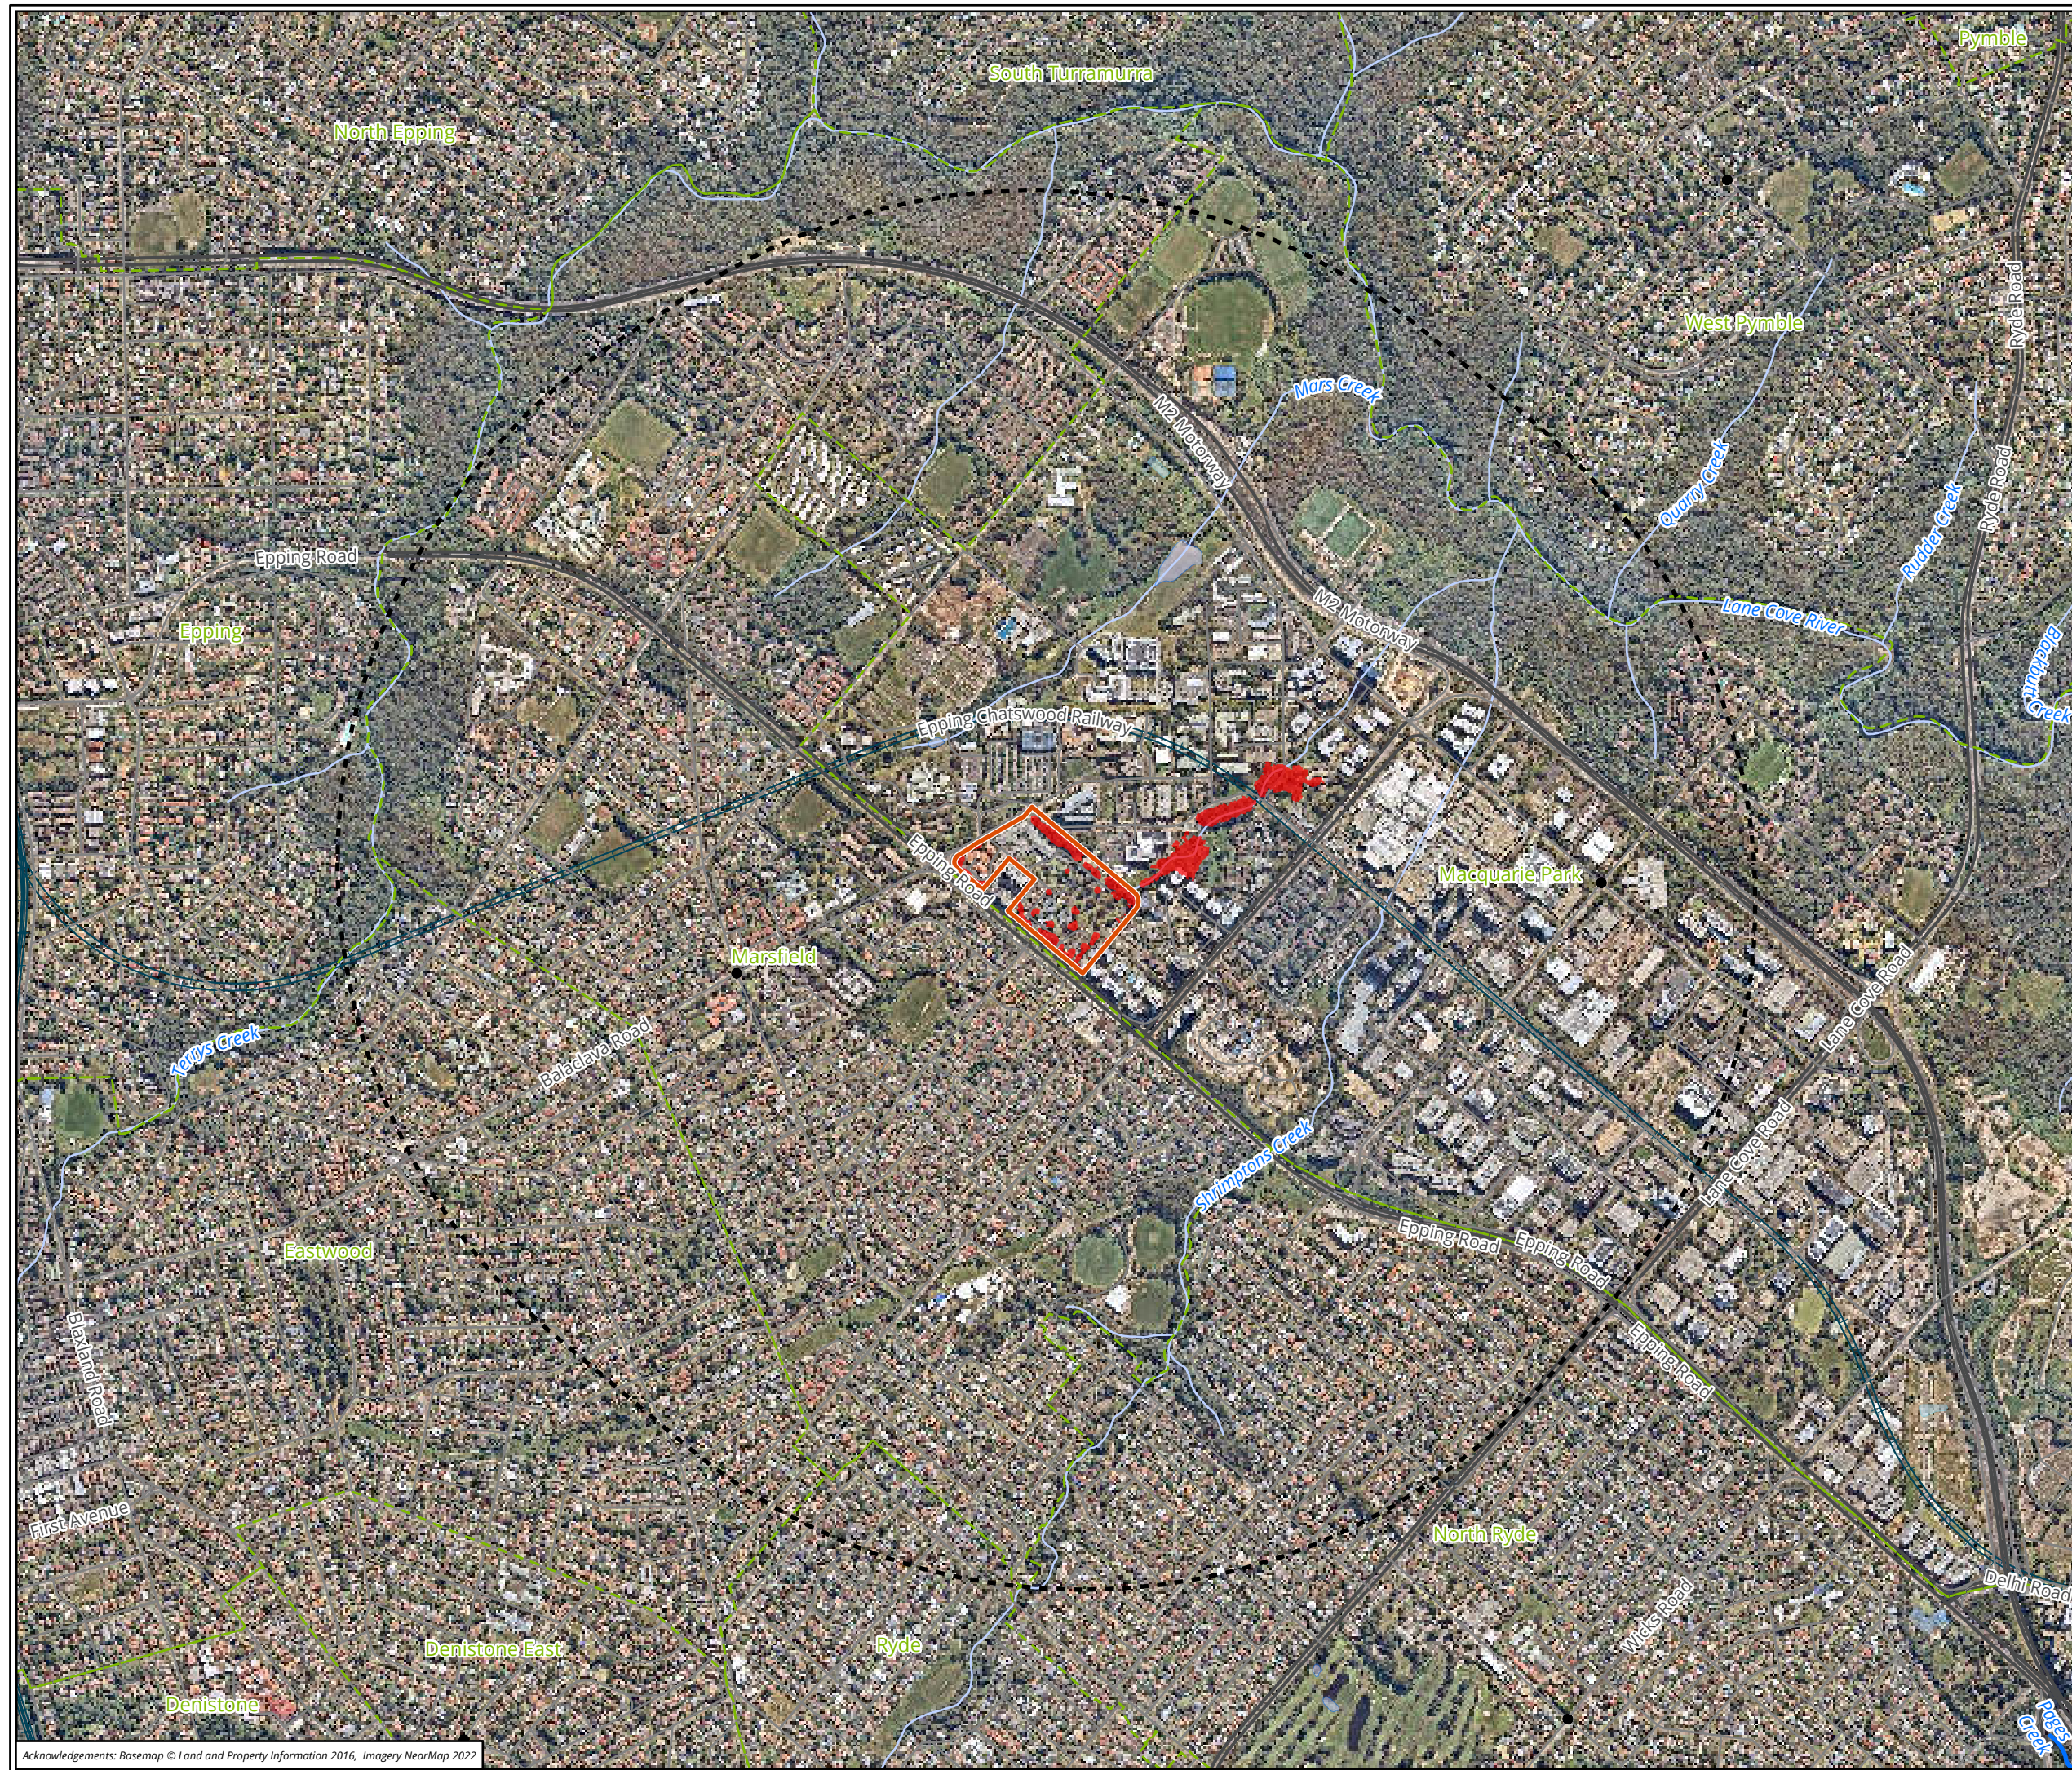 Pymble
South Turramurra
North Epping
Ryde Road
West Pymble
Mars Creek
M2 Motorway
Quarry Creek
Ryde Road
Rudder Creek
Epping Road
M2 Motorway
Lane Cove River
Epping
Blackbutt
Creek
Epping Chatswood Railway
Epping Road
Macquarie Park
Marsfield
Lane Cove Road
Terrys Creek
Balaclava Road
Lane Cove Road
Shrimptons Creek
Epping Road
Epping Road
Eastwood
Blaxland Road
Epping Road
First Avenue
North Ryde
Delhi Road
Wicks Road
Denistone East
Ryde
Denistone
Pages
Creek
Acknowledgements: Basemap © Land and Property Information 2016, Imagery NearMap 2022